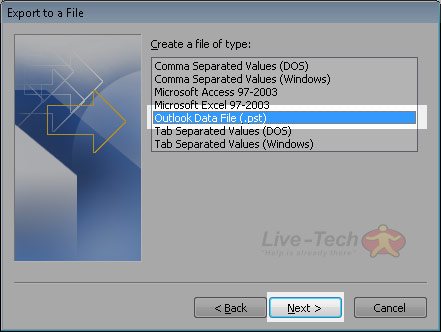 Export to a File
Create a file of type:
Comma Separated Values (DOS)
Comma Separated Values (Windows)
Microsoft Access 97-2003
Microsoft Excel 97-2003
Outlook Data File (.pst)
Tab Separated Values (DOS)
Tab Separated Values (Windows)
Live-Tech
"Help is already there"
< Back
Next >
Cancel